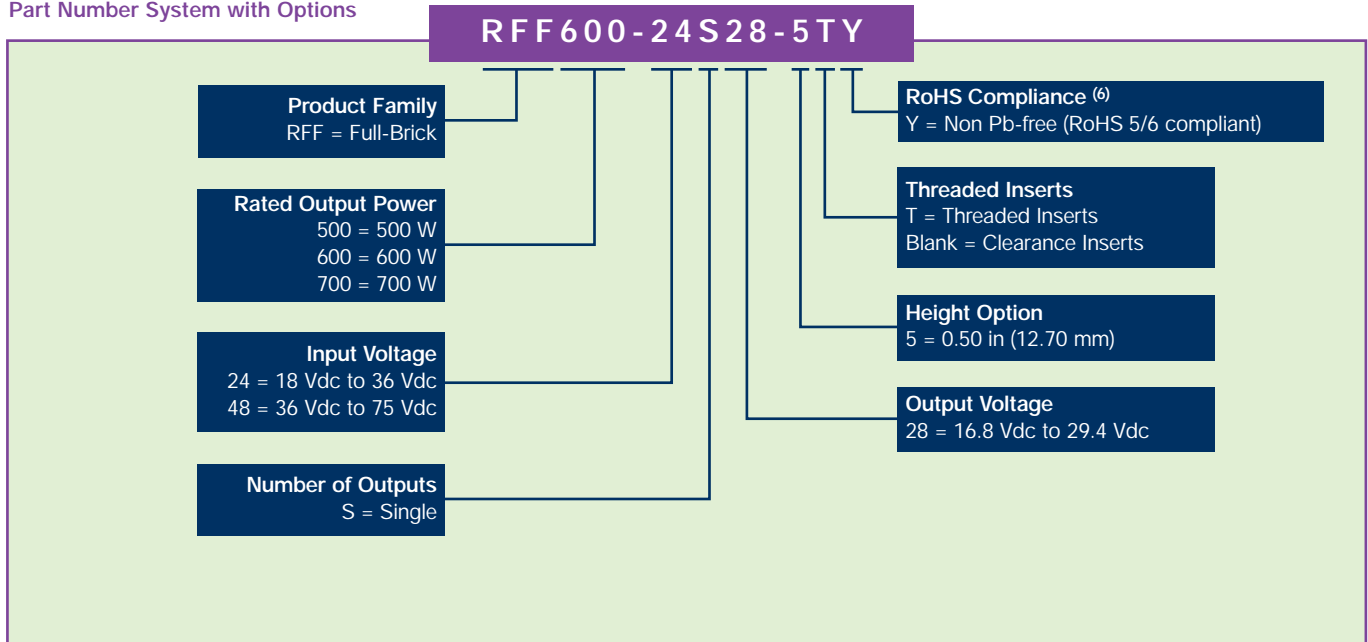 Part Number System with Options
RFF600-24S28-5TY
Product Family
RFF = Full-Brick
Rated Output Power
500 = 500 W
600 = 600 W
700 = 700 W
Input Voltage
24 = 18 Vdc to 36 Vdc
48 = 36 Vdc to 75 Vdc
Number of Outputs
S = Single
RoHS Compliance (6)
Y = Non Pb-free (RoHS 5/6 compliant)
Threaded Inserts
T = Threaded Inserts
Blank = Clearance Inserts
Height Option
5 = 0.50 in (12.70 mm)
Output Voltage
28 = 16.8 Vdc to 29.4 Vdc